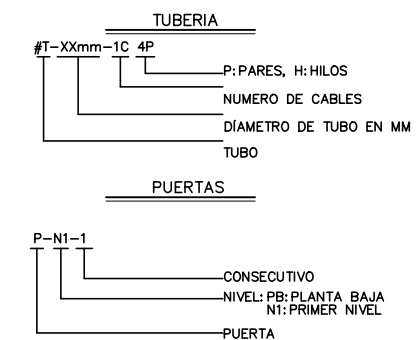 TUBERIA
#T-XXmm-1C 4P
P:PARES, H:HILOS
NUMERO DE CABLES
DÍAMETRO DE TUBO EN MM
TUBO
PUERTAS
P-N1-1
CONSECUTIVO
NIVEL: PB:PLANTA BAJA
N1:PRIMER NIVEL
PUERTA